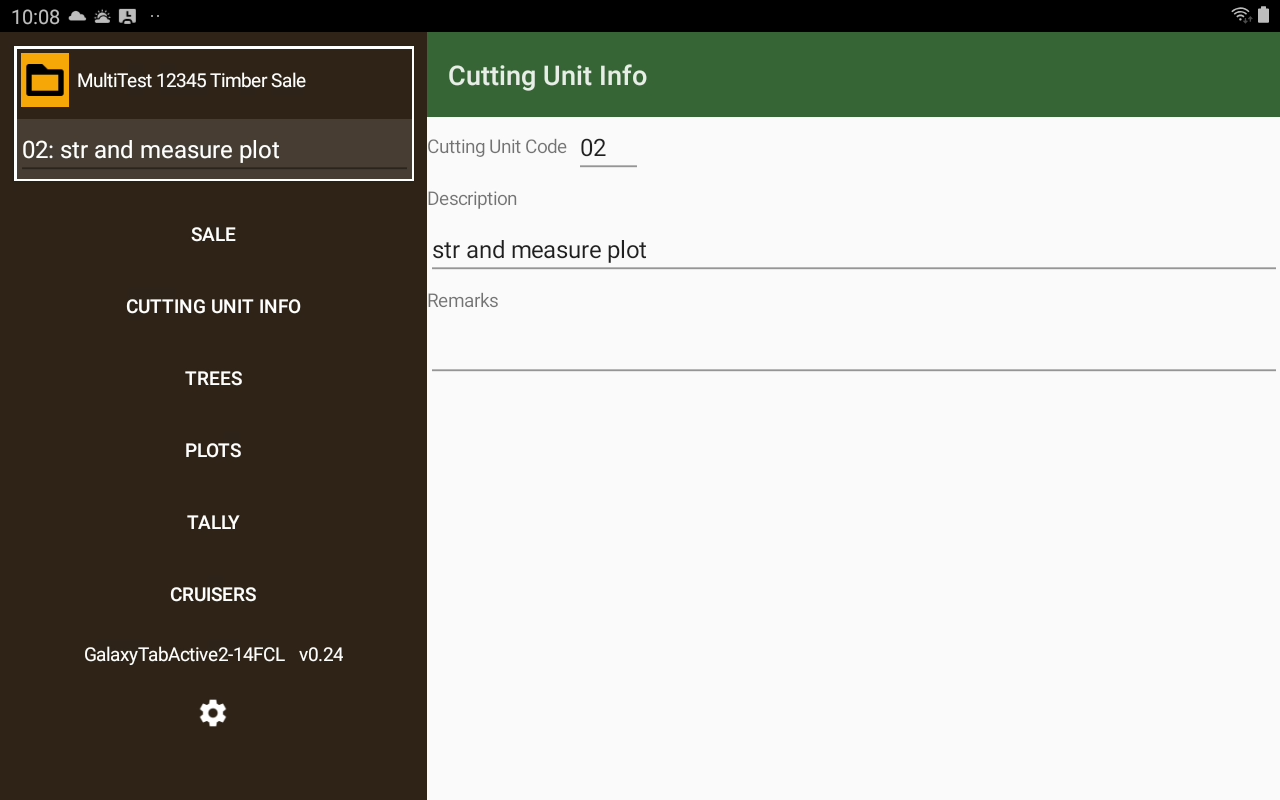 10:08
MultiTest 12345 Timber Sale
02: str and measure plot
SALE
CUTTING UNIT INFO
TREES
PLOTS
TALLY
CRUISERS
GalaxyTabActive2-14FCL v0.24
Cutting Unit Info
Cutting Unit Code 02
Description
str and measure plot
Remarks